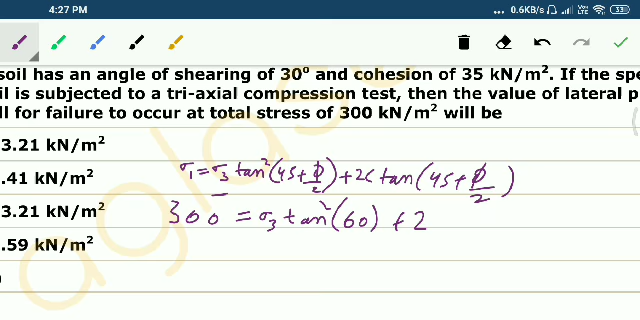 4:27 PM
... 0.6KB/s VoLTE 33
soil has an angle of shearing of 30° and cohesion of 35 kN/m². If the spe
il is subjected to a tri-axial compression test, then the value of lateral p
ll for failure to occur at total stress of 300 kN/m² will be
3.21 kN/m²
.41 kN/m²
3.21 kN/m²
.59 kN/m²
σ₁ = σ₃ tan²(45+φ/2) + 2c tan(45+φ/2)
300 = σ₃ tan²(60) + 2